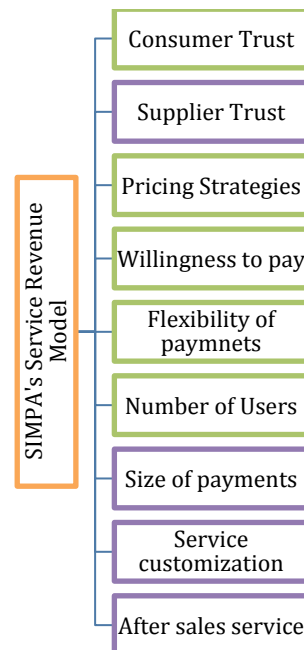 SIMPA's Service Revenue
Model
Consumer Trust
Supplier Trust
Pricing Strategies
Willingness to pay
Flexibility of
paymnets
Number of Users
Size of payments
Service
customization
After sales service